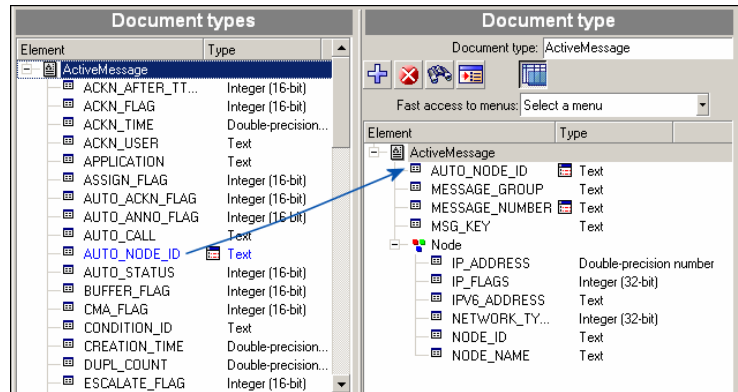 Document types
Element Type
ActiveMessage
ACKN_AFTER_TT... Integer (16-bit)
ACKN_FLAG Integer (16-bit)
ACKN_TIME Double-precision...
ACKN_USER Text
APPLICATION Text
ASSIGN_FLAG Integer (16-bit)
AUTO_ACKN_FLAG Integer (16-bit)
AUTO_ANNO_FLAG Integer (16-bit)
AUTO_CALL Text
AUTO_NODE_ID Text
AUTO_STATUS Integer (16-bit)
BUFFER_FLAG Integer (16-bit)
CMA_FLAG Integer (16-bit)
CONDITION_ID Text
CREATION_TIME Double-precision...
DUPL_COUNT Double-precision...
ESCALATE_FLAG Integer (16-bit)
Document type
Document type: ActiveMessage
Fast access to menus: Select a menu
Element Type
ActiveMessage
AUTO_NODE_ID Text
MESSAGE_GROUP Text
MESSAGE_NUMBER Text
MSG_KEY Text
Node
IP_ADDRESS Double-precision number
IP_FLAGS Integer (32-bit)
IPV6_ADDRESS Text
NETWORK_TY... Integer (32-bit)
NODE_ID Text
NODE_NAME Text